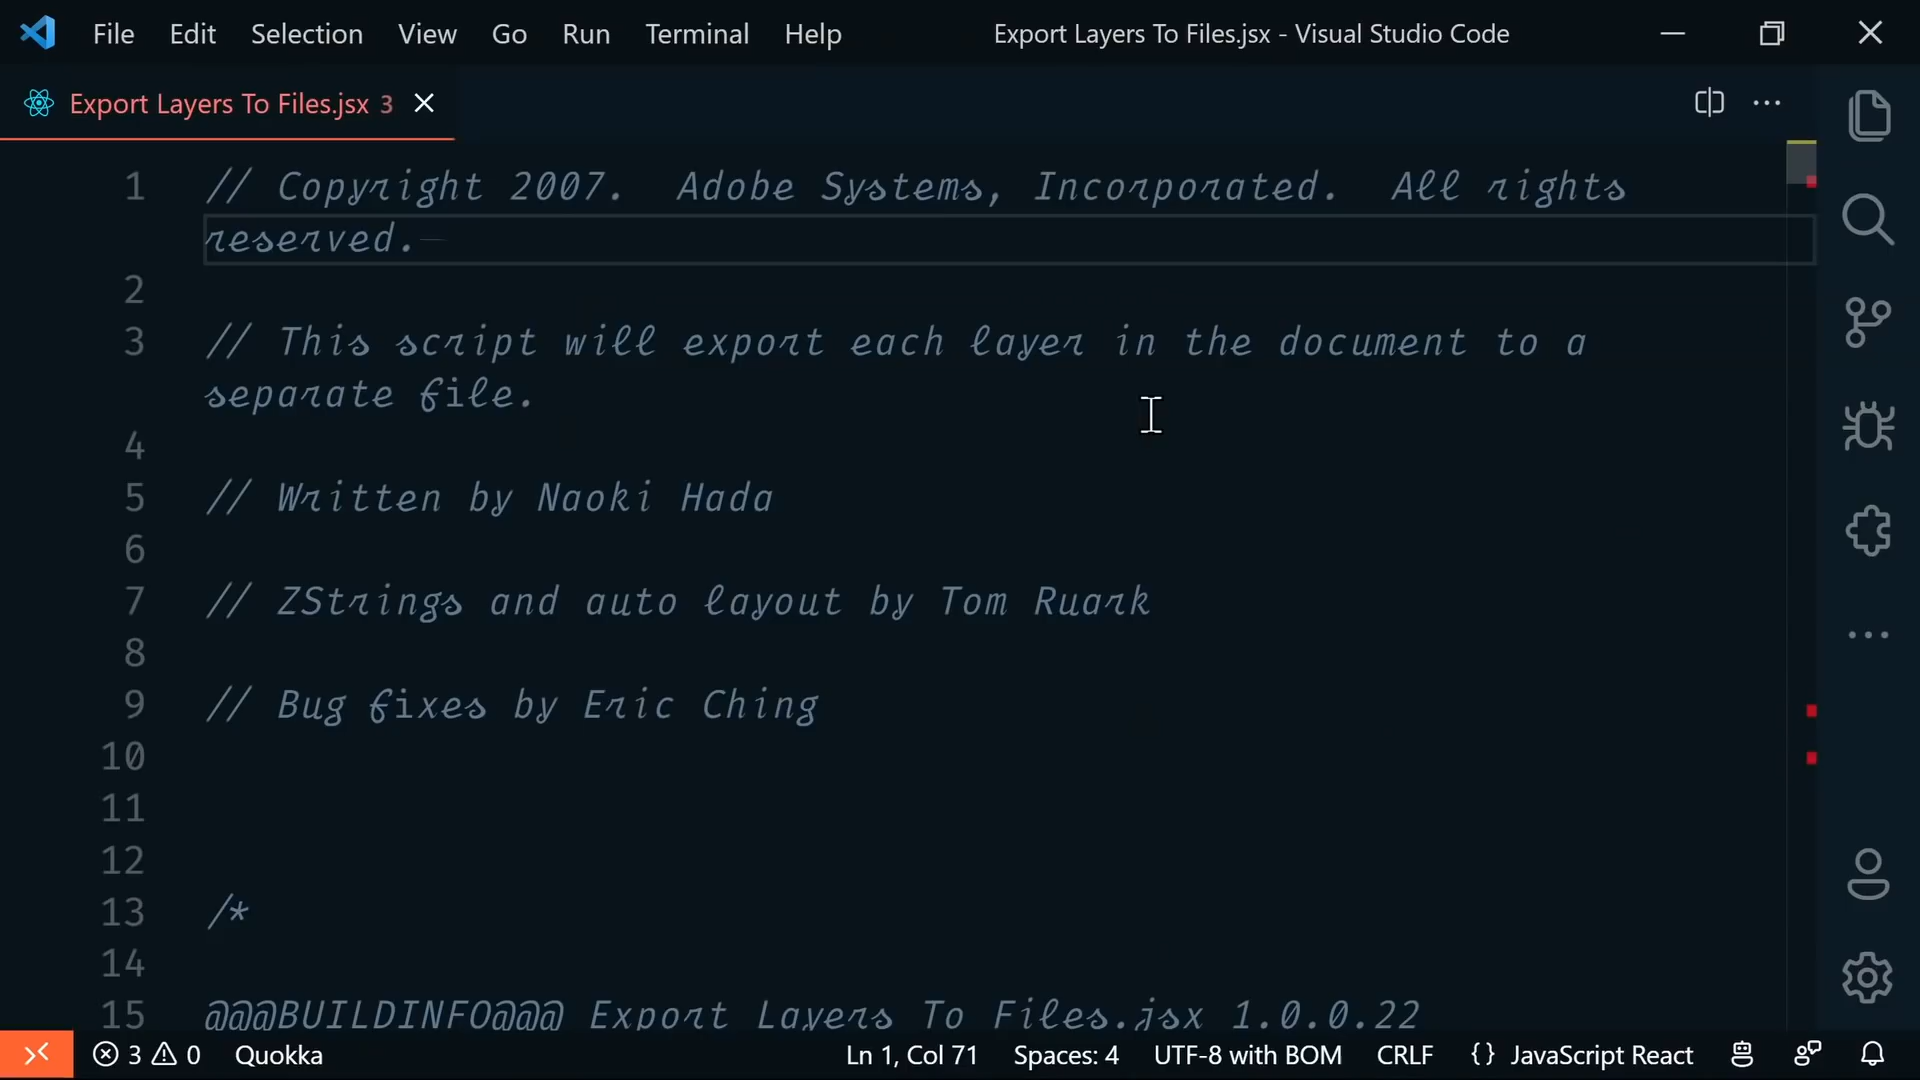 File Edit Selection View Go Run Terminal Help Export Layers To Files.jsx - Visual Studio Code
Export Layers To Files.jsx 3
1 // Copyright 2007.  Adobe Systems, Incorporated.  All rights
reserved.
2
3 // This script will export each layer in the document to a
separate file.
4
5 // Written by Naoki Hada
6
7 // ZStrings and auto layout by Tom Ruark
8
9 // Bug fixes by Eric Ching
10
11
12
13 /*
14
15 @@@BUILDINFO@@@ Export Layers To Files.jsx 1.0.0.22
3 0 Quokka Ln 1, Col 71 Spaces: 4 UTF-8 with BOM CRLF {} JavaScript React